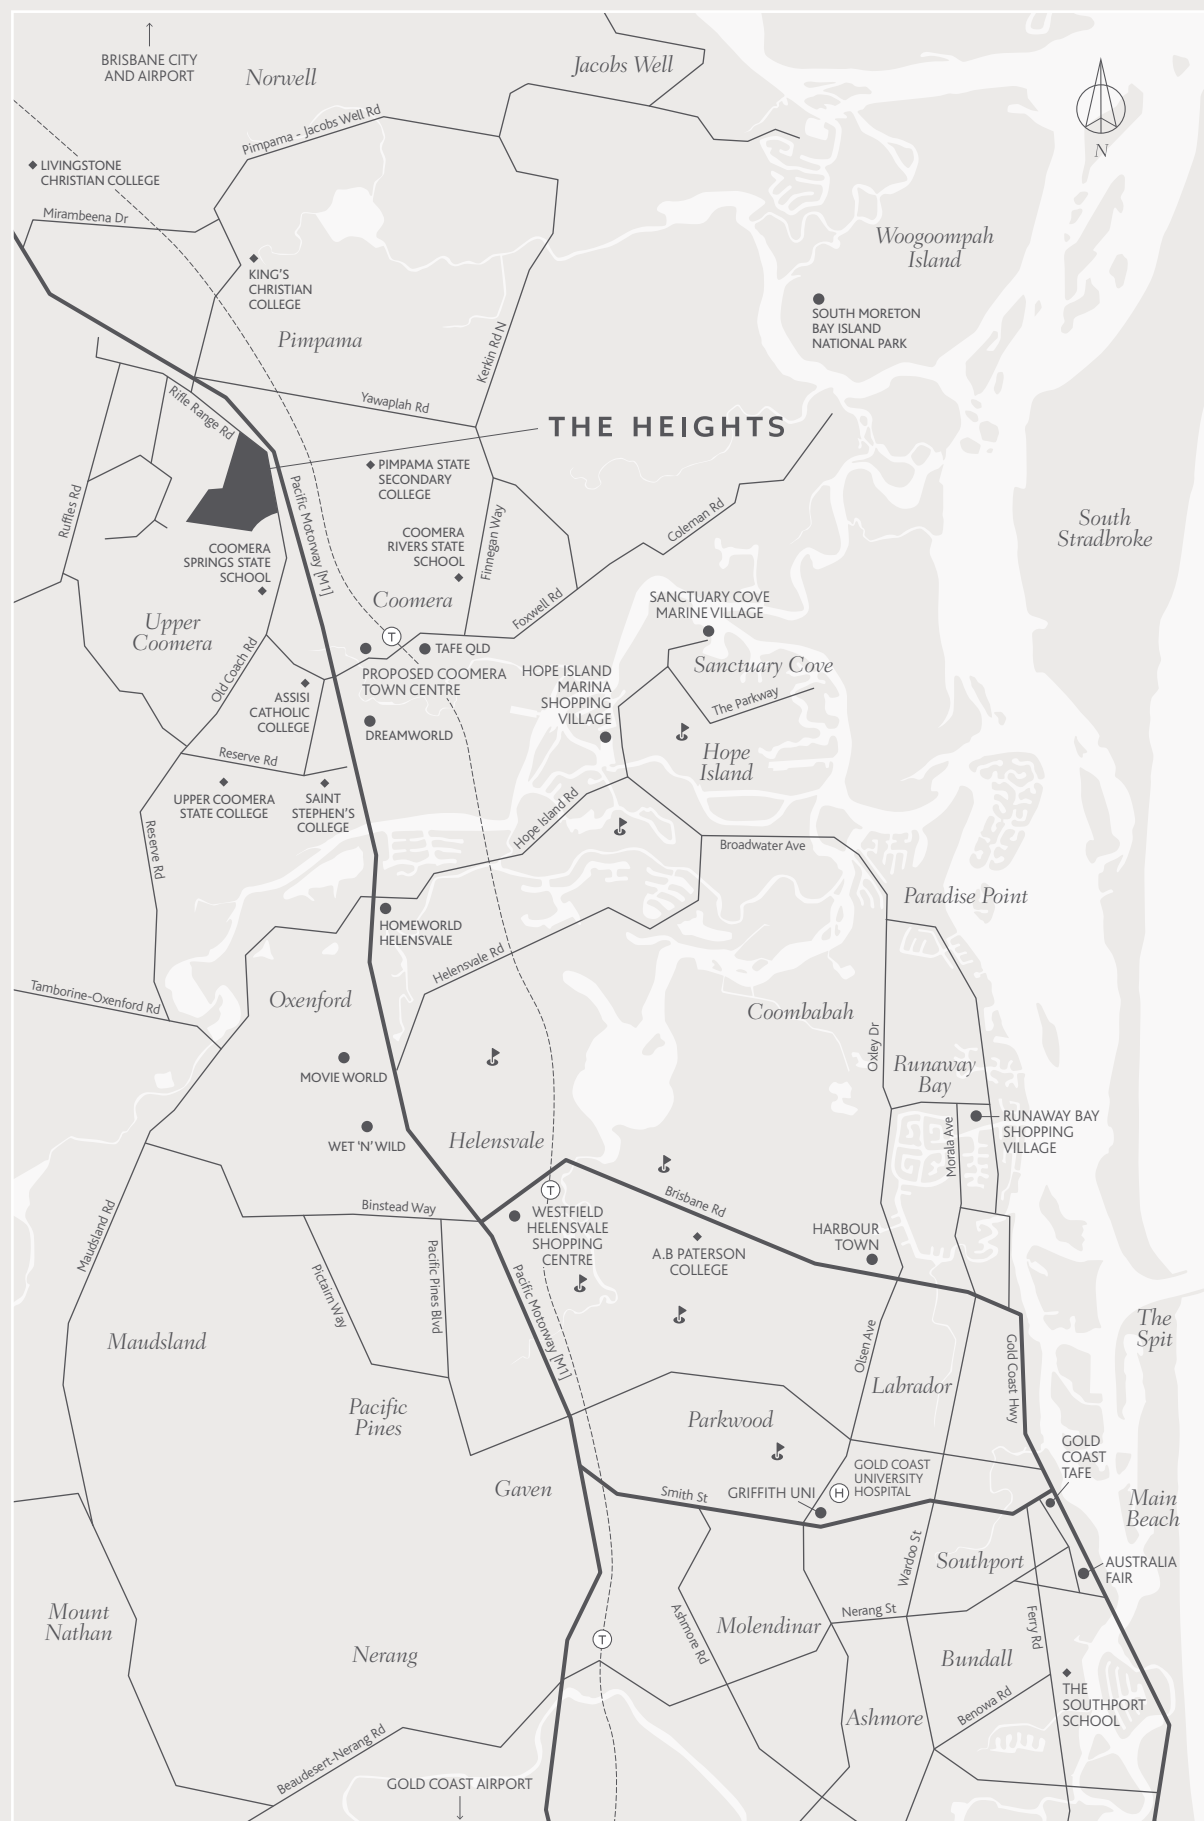 BRISBANE CITY
AND AIRPORT
Norwell
Jacobs Well
Pimpama - Jacobs Well Rd
N
LIVINGSTONE
CHRISTIAN COLLEGE
Mirambeena Dr
Woogoompah
Island
KING'S
CHRISTIAN
COLLEGE
SOUTH MORETON
BAY ISLAND
NATIONAL PARK
Pimpama
Kerkin Rd N
Rifle Range Rd
Yawaplah Rd
THE HEIGHTS
PIMPAMA STATE
SECONDARY
COLLEGE
Ruffles Rd
Pacific Motorway [M1]
Coleman Rd
South
Stradbroke
COOMERA
RIVERS STATE
SCHOOL
Finnegan Way
COOMERA
SPRINGS STATE
SCHOOL
Coomera
Foxwell Rd
SANCTUARY COVE
MARINE VILLAGE
Upper
Coomera
T
TAFE QLD
Old Coach Rd
PROPOSED COOMERA
TOWN CENTRE
HOPE ISLAND
MARINA
SHOPPING
VILLAGE
Sanctuary Cove
The Parkway
ASSISI
CATHOLIC
COLLEGE
DREAMWORLD
Hope
Island
Reserve Rd
UPPER COOMERA
STATE COLLEGE
SAINT
STEPHEN'S
COLLEGE
Hope Island Rd
Reserve Rd
Broadwater Ave
Paradise Point
HOMEWORLD
HELENSVALE
Helensvale Rd
Tamborine-Oxenford Rd
Oxenford
Coombabah
Oxley Dr
Runaway
Bay
MOVIE WORLD
RUNAWAY BAY
SHOPPING
VILLAGE
Morala Ave
WET 'N' WILD
Helensvale
T
Brisbane Rd
Binstead Way
Maudsland Rd
WESTFIELD
HELENSVALE
SHOPPING
CENTRE
HARBOUR
TOWN
A.B PATERSON
COLLEGE
Pictairn Way
Pacific Pines Blvd
Pacific Motorway [M1]
The
Spit
Maudsland
Olsen Ave
Gold Coast Hwy
Labrador
Pacific
Pines
Parkwood
GOLD
COAST
TAFE
GOLD COAST
UNIVERSITY
HOSPITAL
H
Gaven
Smith St
GRIFFITH UNI
Main
Beach
Wardoo St
Southport
AUSTRALIA
FAIR
Mount
Nathan
Ashmore Rd
Molendinar
Nerang St
Ferry Rd
T
Nerang
Bundall
THE
SOUTHPORT
SCHOOL
Benowa Rd
Ashmore
Beaudesert-Nerang Rd
GOLD COAST AIRPORT